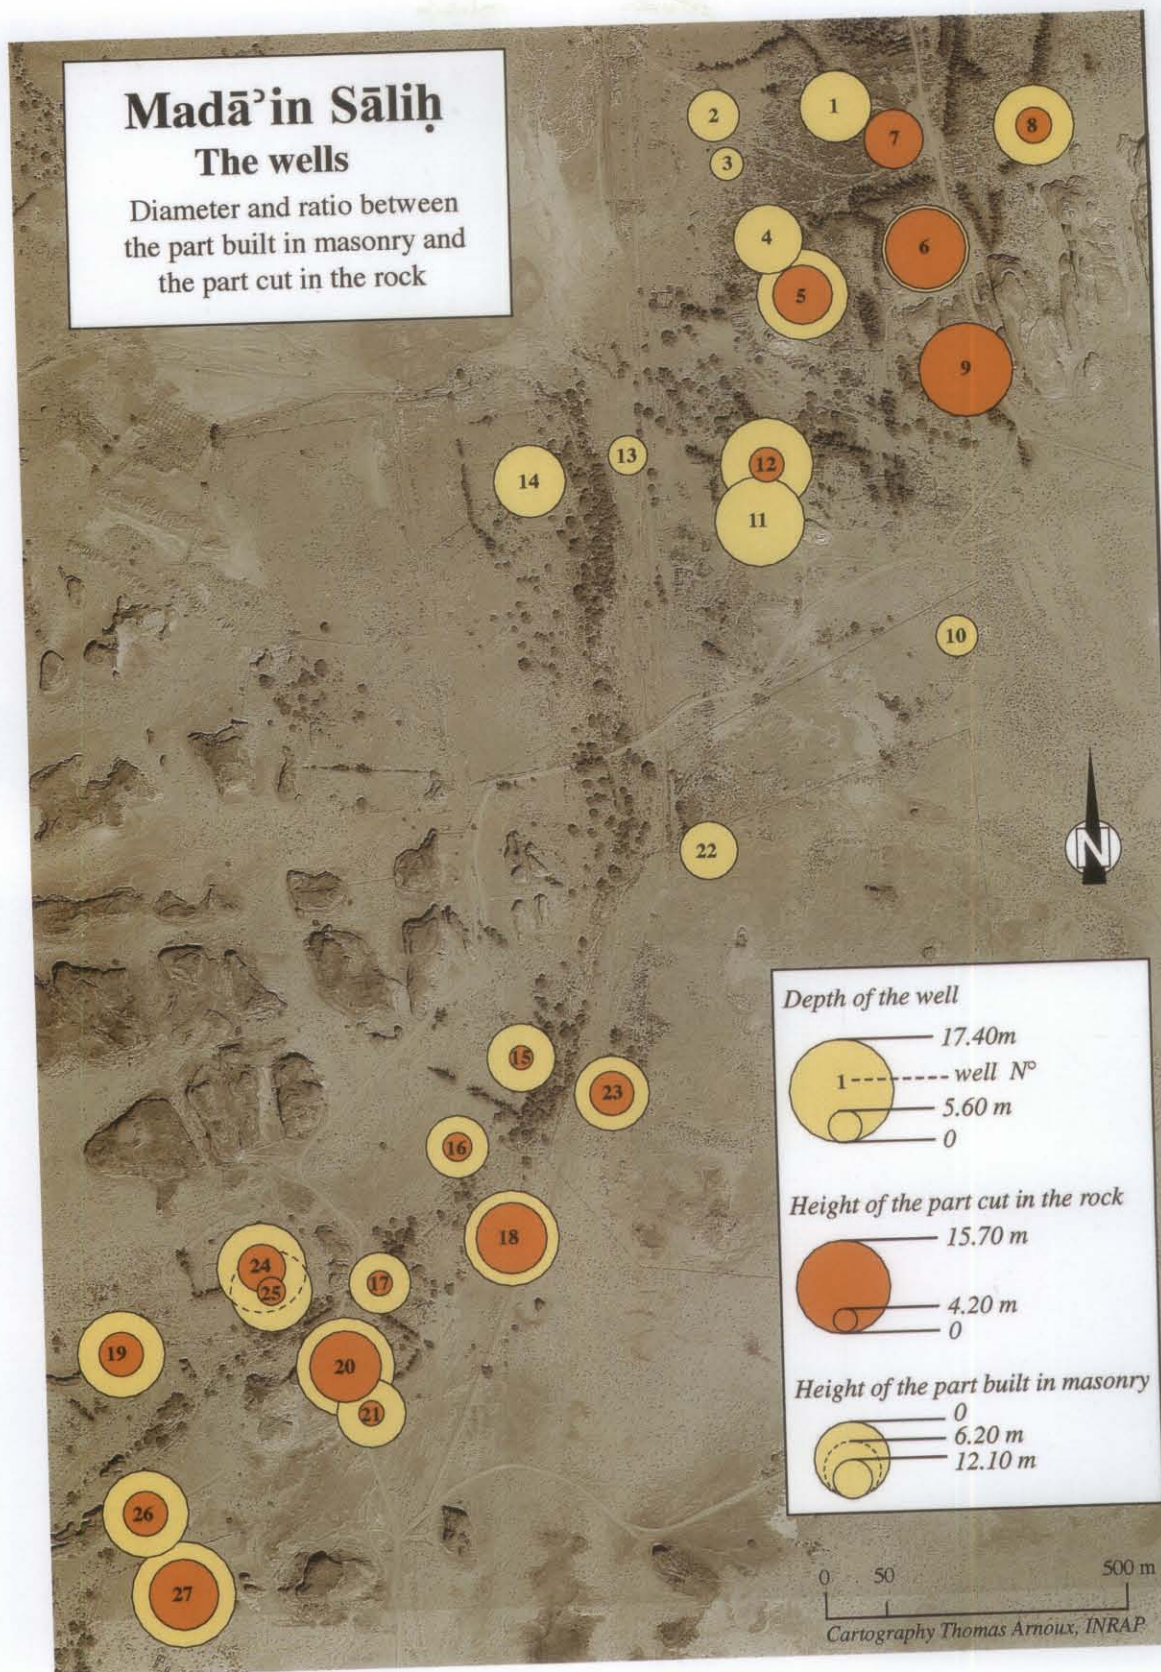 Madāʾin Sāliḥ
The wells
Diameter and ratio between
the part built in masonry and
the part cut in the rock
1
2
7
8
3
4
6
5
9
13
12
14
11
10
22
N
15
23
16
18
24
17
25
19
20
21
26
27
Depth of the well
17.40m
1 well N°
5.60 m
0
Height of the part cut in the rock
15.70 m
4.20 m
0
Height of the part built in masonry
0
6.20 m
12.10 m
0 50 500 m
Cartography Thomas Arnoux, INRAP